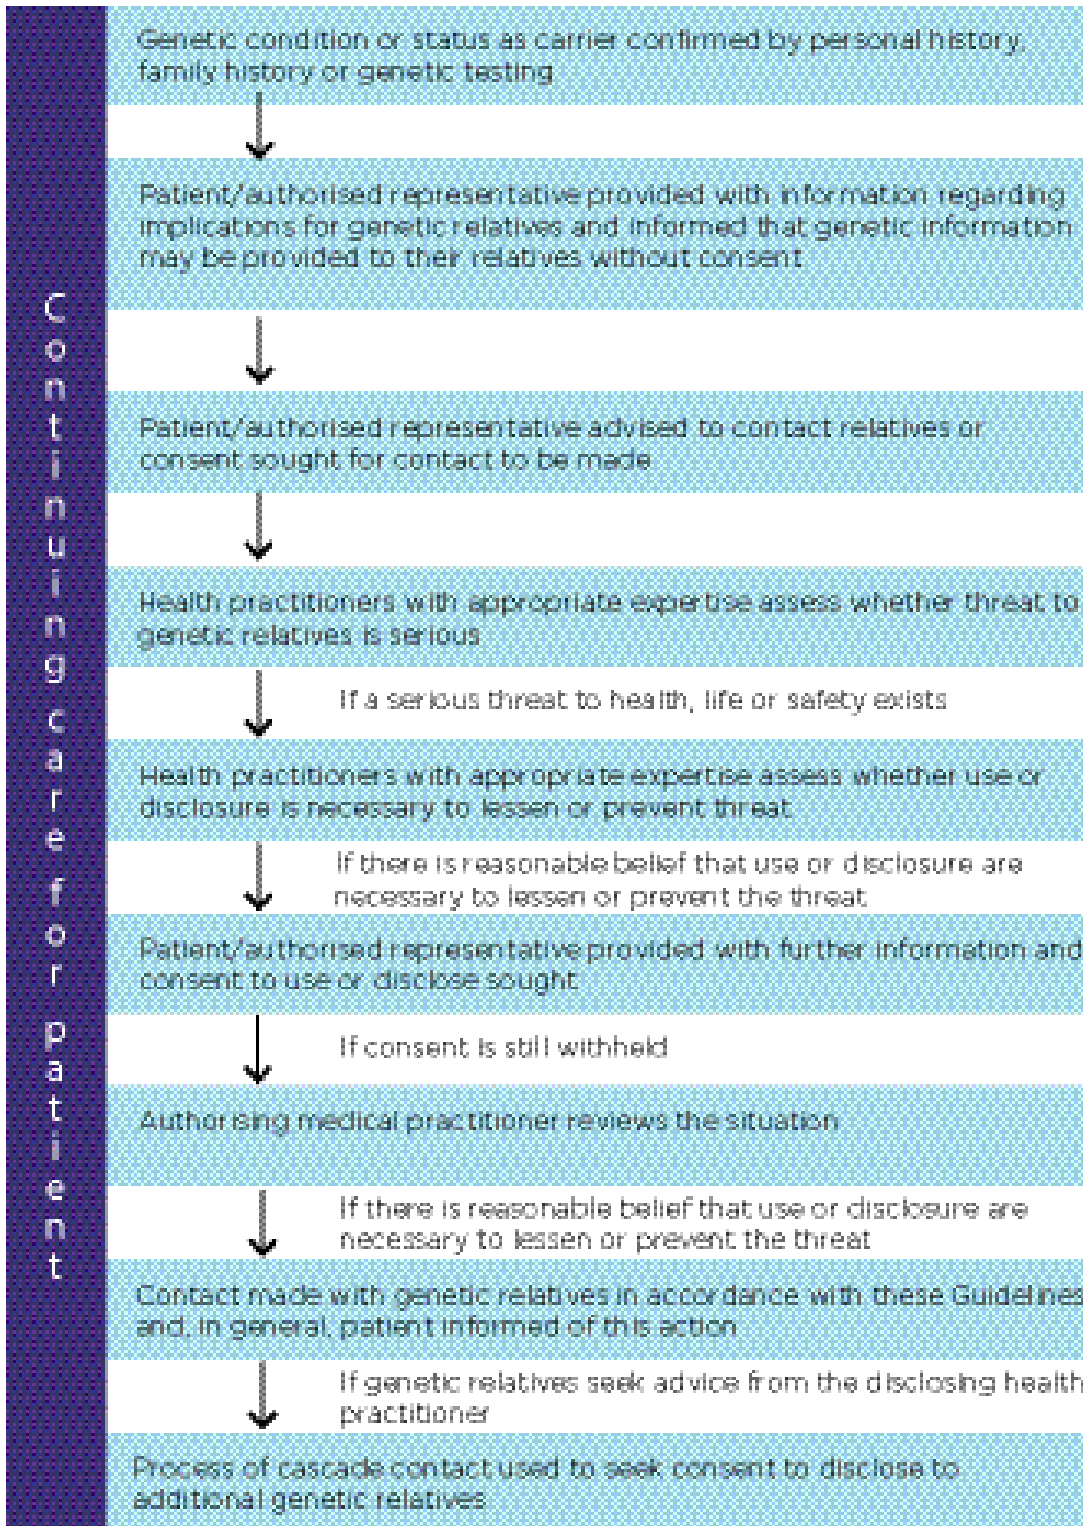 Continuing care for patient
Genetic condition or status as carrier confirmed by personal history,
family history or genetic testing
Patient/authorised representative provided with information regarding
implications for genetic relatives and informed that genetic information
may be provided to their relatives without consent
Patient/authorised representative advised to contact relatives or
consent sought for contact to be made
Health practitioners with appropriate expertise assess whether threat to
genetic relatives is serious
If a serious threat to health, life or safety exists
Health practitioners with appropriate expertise assess whether use or
disclosure is necessary to lessen or prevent threat
If there is reasonable belief that use or disclosure are
necessary to lessen or prevent the threat
Patient/authorised representative provided with further information and
consent to use or disclose sought
If consent is still withheld
Authorising medical practitioner reviews the situation
If there is reasonable belief that use or disclosure are
necessary to lessen or prevent the threat
Contact made with genetic relatives in accordance with these Guidelines
and, in general, patient informed of this action
If genetic relatives seek advice from the disclosing health
practitioner
Process of cascade contact used to seek consent to disclose to
additional genetic relatives